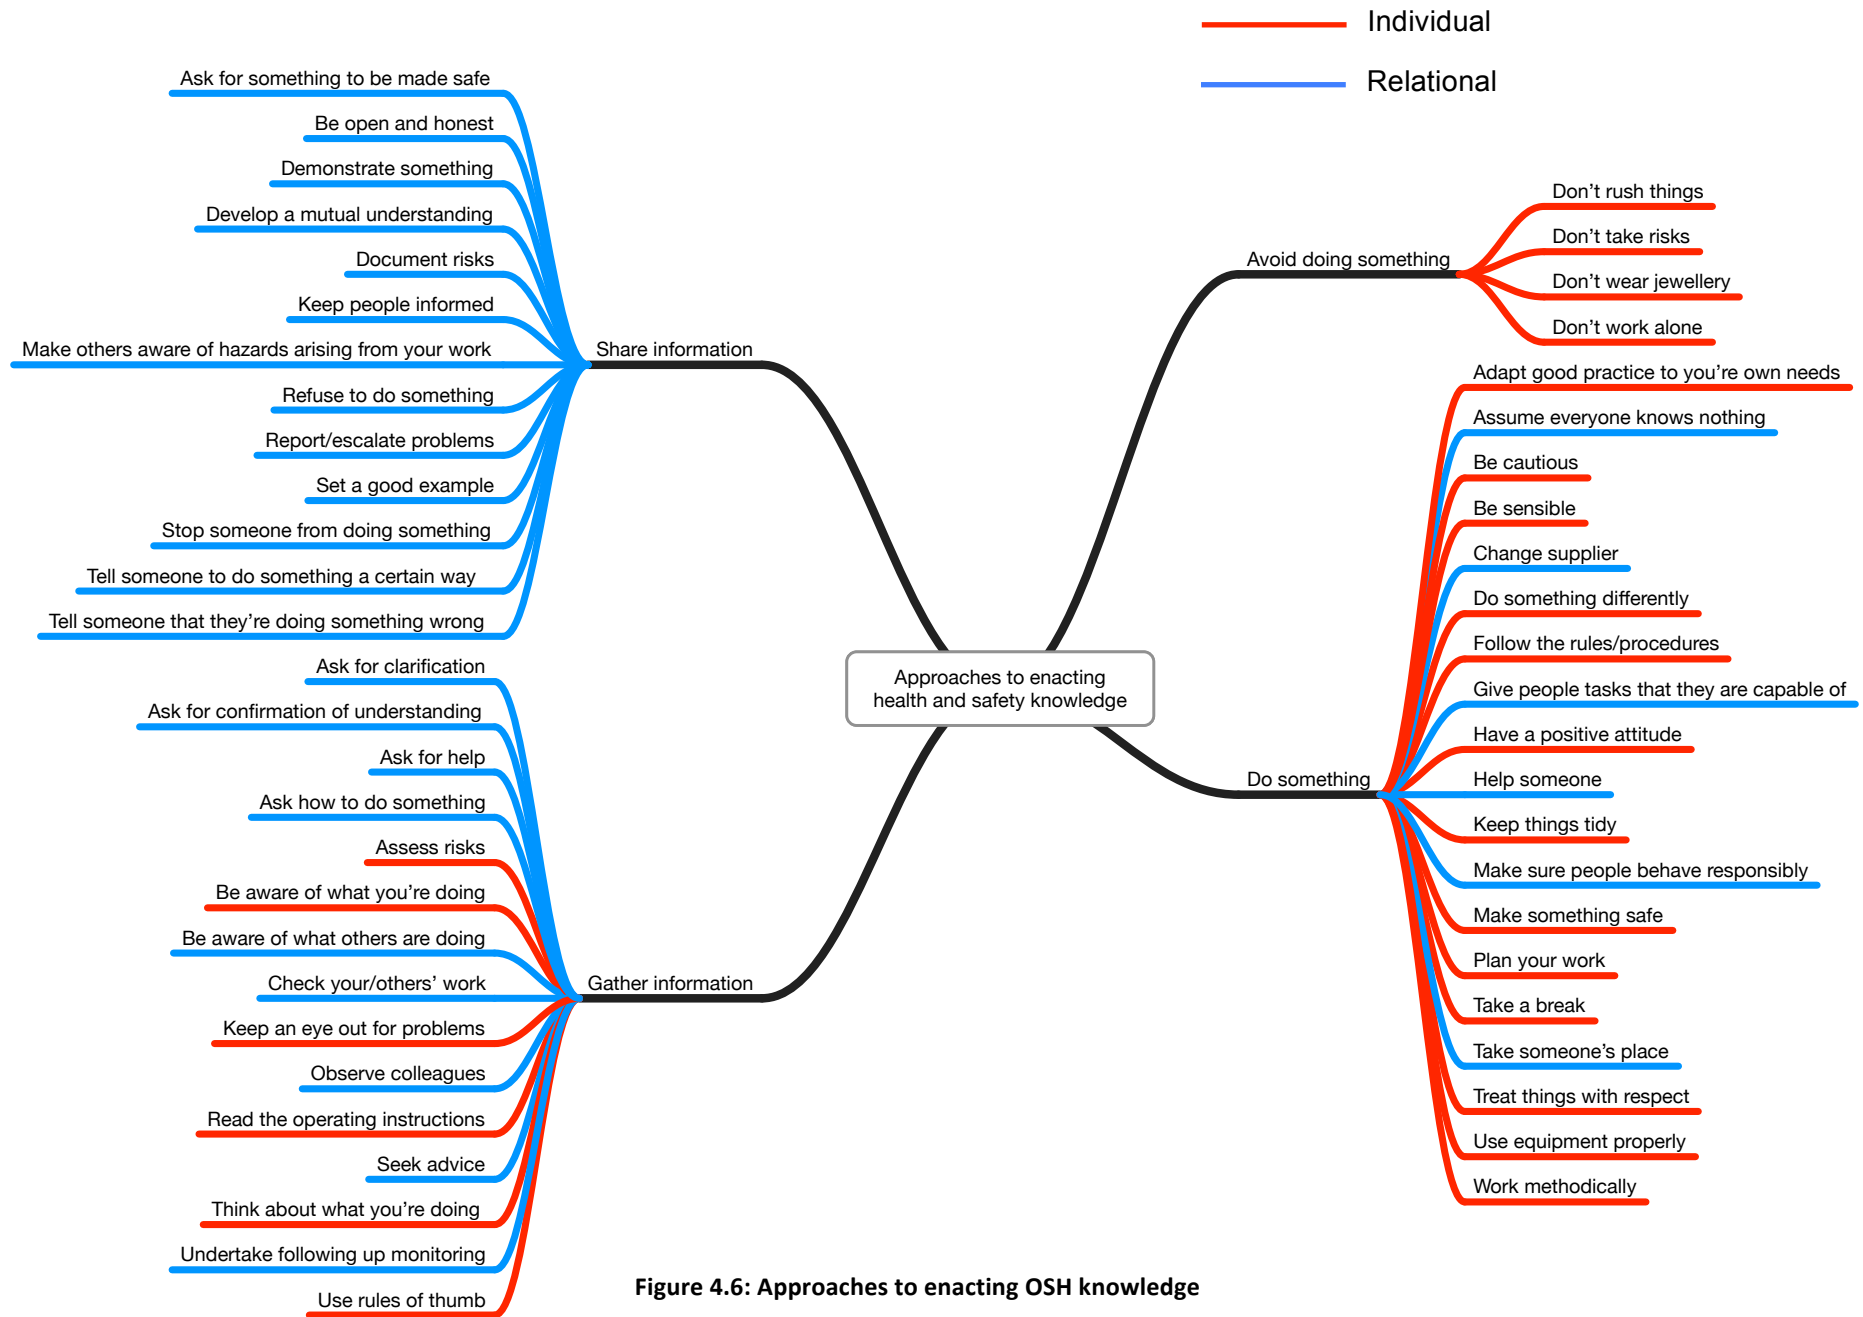 Individual
Relational
Ask for something to be made safe
Be open and honest
Demonstrate something
Develop a mutual understanding
Document risks
Keep people informed
Make others aware of hazards arising from your work
Refuse to do something
Report/escalate problems
Set a good example
Stop someone from doing something
Tell someone to do something a certain way
Tell someone that they're doing something wrong
Share information
Ask for clarification
Ask for confirmation of understanding
Ask for help
Ask how to do something
Assess risks
Be aware of what you're doing
Be aware of what others are doing
Check your/others' work
Keep an eye out for problems
Observe colleagues
Read the operating instructions
Seek advice
Think about what you're doing
Undertake following up monitoring
Use rules of thumb
Gather information
Approaches to enacting
health and safety knowledge
Avoid doing something
Don't rush things
Don't take risks
Don't wear jewellery
Don't work alone
Do something
Adapt good practice to you're own needs
Assume everyone knows nothing
Be cautious
Be sensible
Change supplier
Do something differently
Follow the rules/procedures
Give people tasks that they are capable of
Have a positive attitude
Help someone
Keep things tidy
Make sure people behave responsibly
Make something safe
Plan your work
Take a break
Take someone's place
Treat things with respect
Use equipment properly
Work methodically
Figure 4.6: Approaches to enacting OSH knowledge